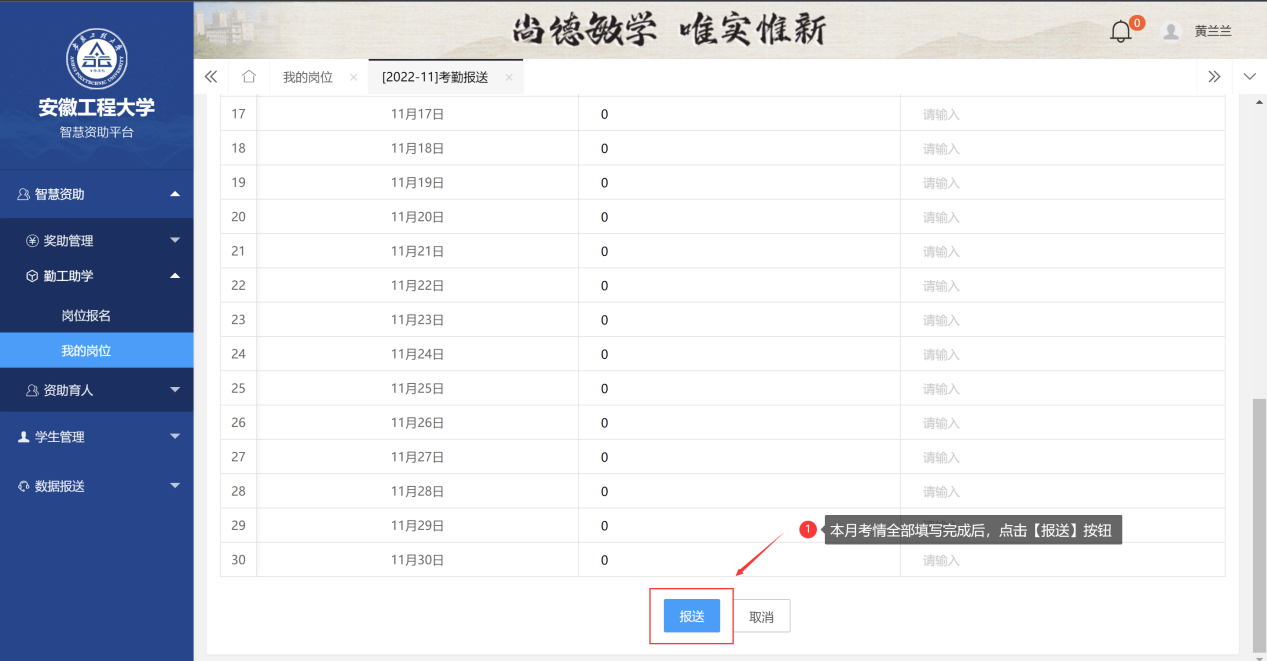 尚德敏学 唯实惟新
0
黄兰兰
安徽工程大学
智慧资助平台
我的岗位
[2022-11]考勤报送
智慧资助
奖助管理
勤工助学
岗位报名
我的岗位
资助育人
学生管理
数据报送
17 11月17日 0 请输入
18 11月18日 0 请输入
19 11月19日 0 请输入
20 11月20日 0 请输入
21 11月21日 0 请输入
22 11月22日 0 请输入
23 11月23日 0 请输入
24 11月24日 0 请输入
25 11月25日 0 请输入
26 11月26日 0 请输入
27 11月27日 0 请输入
28 11月28日 0 请输入
29 11月29日 0
1 本月考情全部填写完成后，点击【报送】按钮
30 11月30日 0 请输入
报送 取消